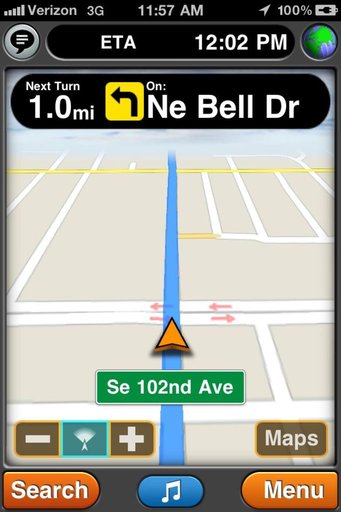 Verizon 3G 11:57 AM 100%
ETA 12:02 PM
Next Turn On:
1.0mi Ne Bell Dr
Se 102nd Ave
Maps
Search Menu